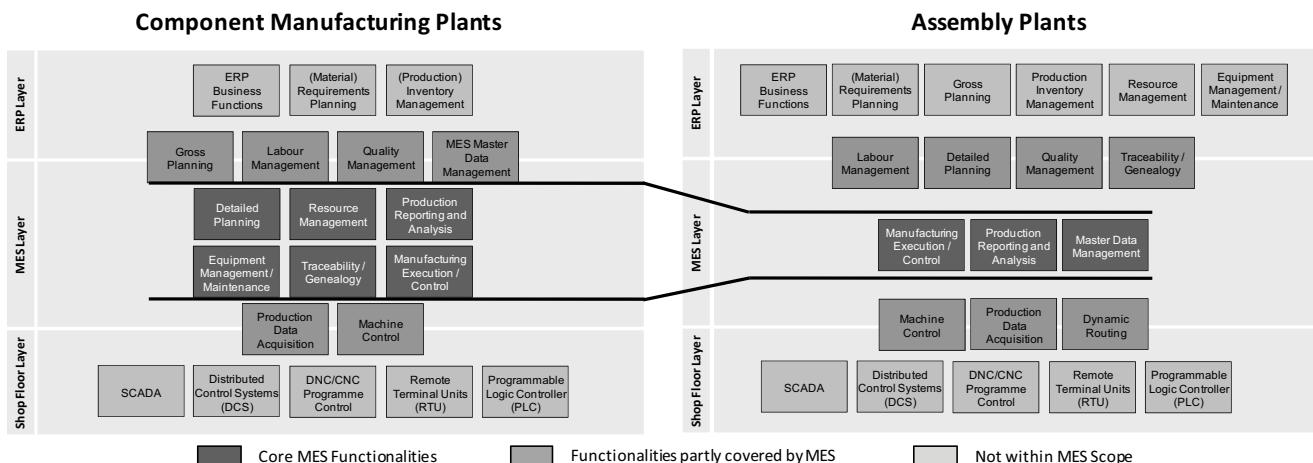 Component Manufacturing Plants
Assembly Plants
ERP Layer
ERP
Business
Functions
(Material)
Requirements
Planning
(Production)
Inventory
Management
Gross
Planning
Labour
Management
Quality
Management
MES Master
Data
Management
MES Layer
Detailed
Planning
Resource
Management
Production
Reporting and
Analysis
Equipment
Management /
Maintenance
Traceability /
Genealogy
Manufacturing
Execution /
Control
Production
Data
Acquisition
Machine
Control
Shop Floor Layer
SCADA
Distributed
Control Systems
(DCS)
DNC/CNC
Programme
Control
Remote
Terminal Units
(RTU)
Programmable
Logic Controller
(PLC)
ERP Layer
ERP
Business
Functions
(Material)
Requirements
Planning
Gross
Planning
Production
Inventory
Management
Resource
Management
Equipment
Management /
Maintenance
Labour
Management
Detailed
Planning
Quality
Management
Traceability /
Genealogy
MES Layer
Manufacturing
Execution /
Control
Production
Reporting and
Analysis
Master Data
Management
Machine
Control
Production
Data
Acquisition
Dynamic
Routing
Shop Floor Layer
SCADA
Distributed
Control Systems
(DCS)
DNC/CNC
Programme
Control
Remote
Terminal Units
(RTU)
Programmable
Logic Controller
(PLC)
Core MES Functionalities
Functionalities partly covered by MES
Not within MES Scope